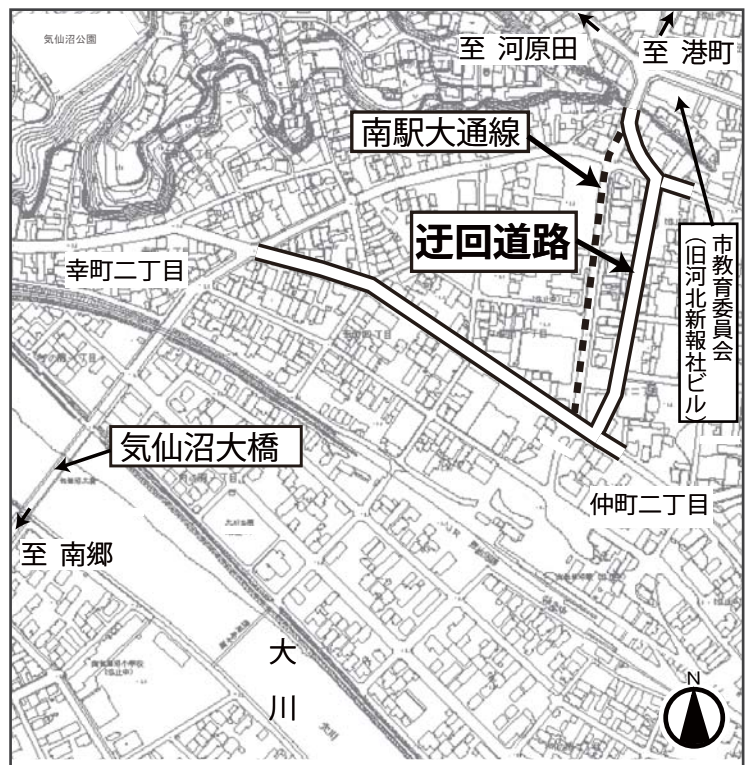 気仙沼公園
至 河原田
至 港町
南駅大通線
迂回道路
市教育委員会
（旧河北新報社ビル）
幸町二丁目
気仙沼大橋
仲町二丁目
至 南郷
大川
N